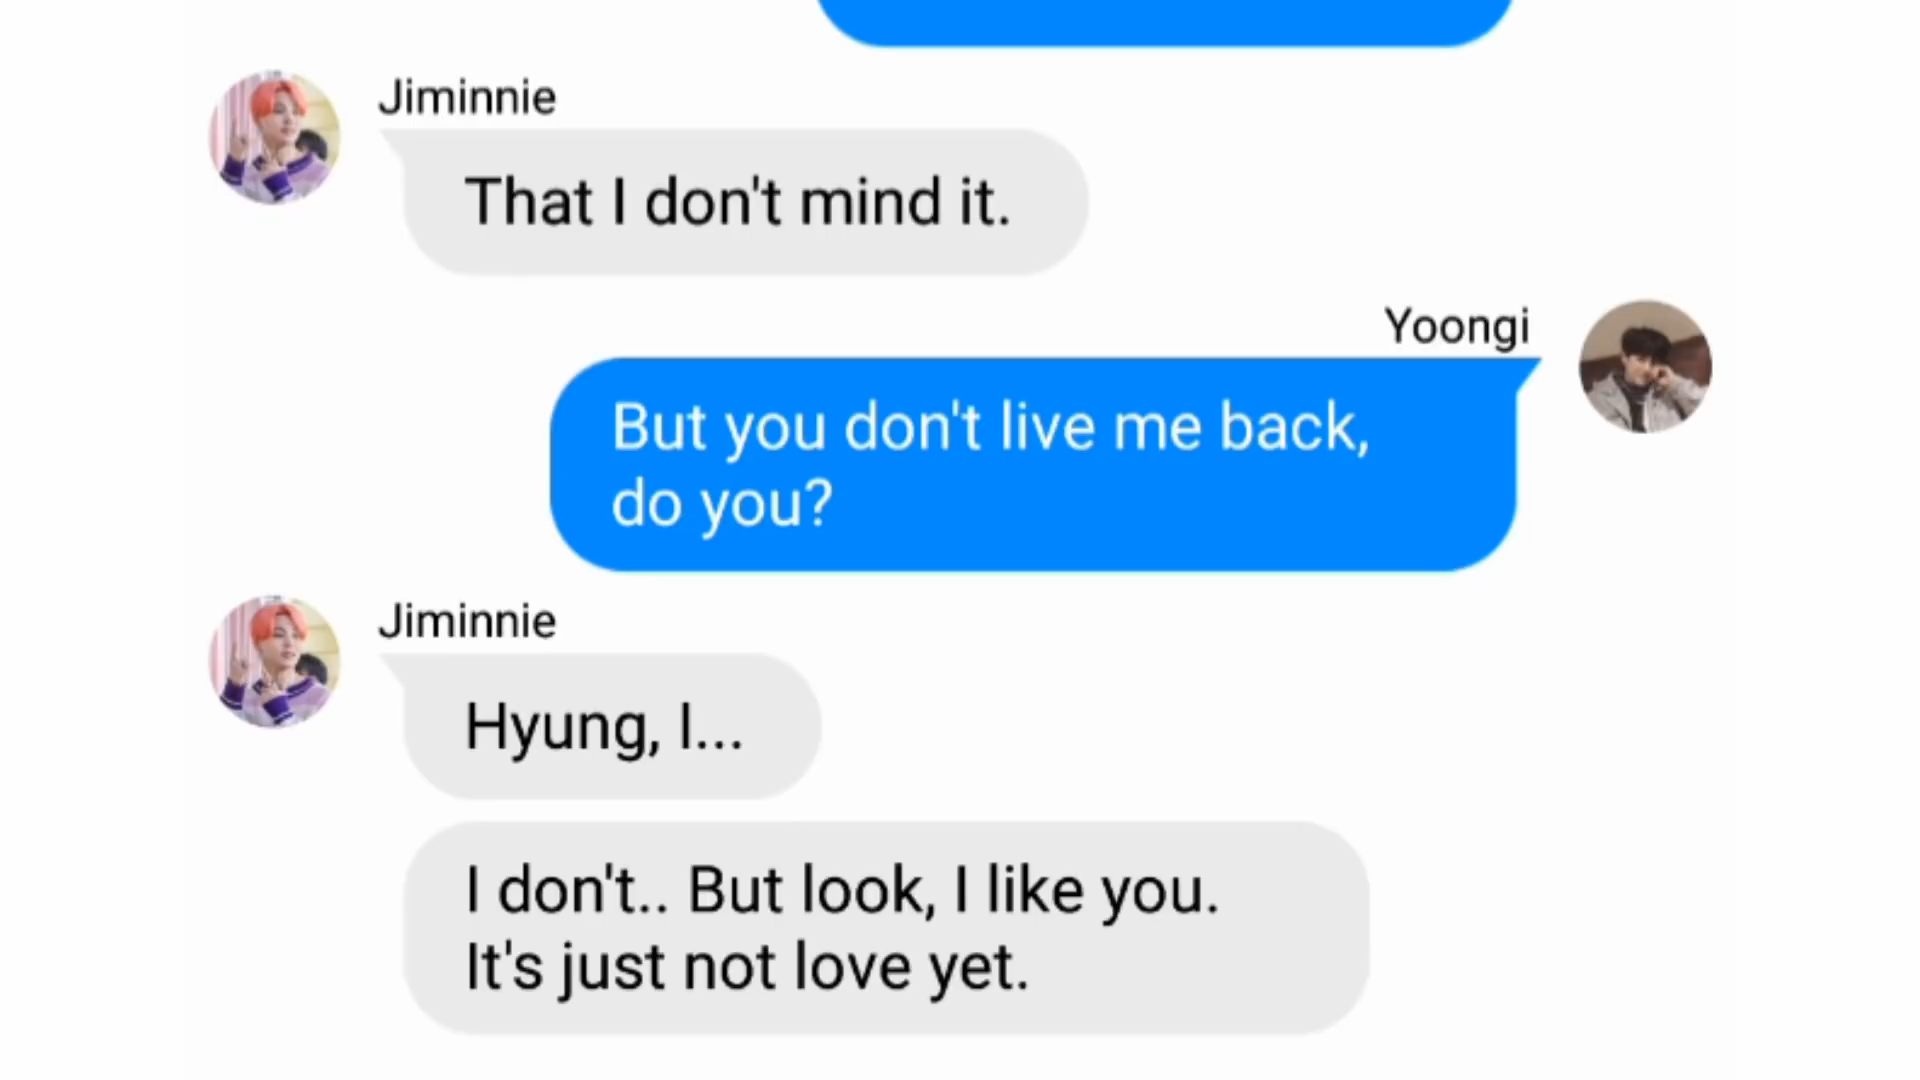 Jiminnie
That I don't mind it.
Yoongi
But you don't live me back,
do you?
Jiminnie
Hyung, I...
I don't.. But look, I like you.
It's just not love yet.